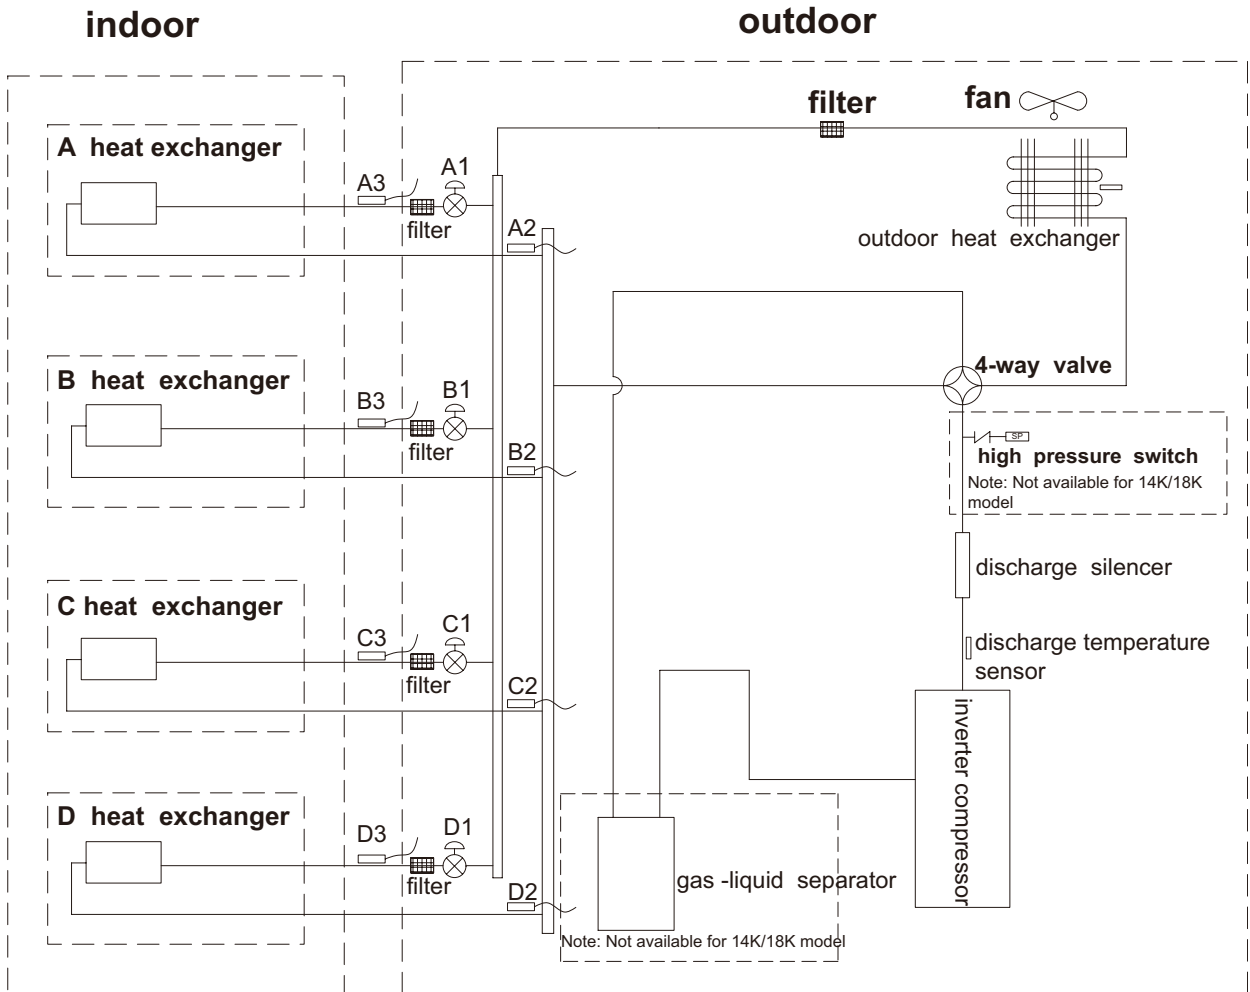 indoor
outdoor
filter
fan
A heat exchanger
A3
A1
filter
A2
outdoor heat exchanger
4-way valve
B heat exchanger
B3
B1
filter
B2
SP
high pressure switch
Note: Not available for 14K/18K
model
discharge silencer
C heat exchanger
C3
C1
filter
C2
discharge temperature
sensor
inverter compressor
D heat exchanger
D3
D1
filter
D2
gas -liquid separator
Note: Not available for 14K/18K model